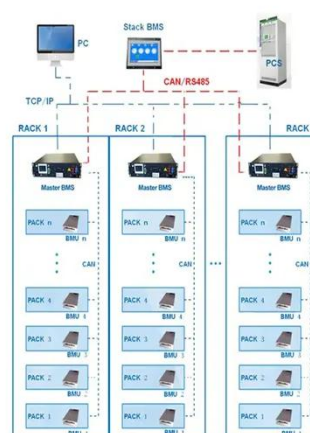 PC
Stack BMS
PCS
CAN/RS485
TCP/IP
RACK 1
RACK 2
RACK
Master BMS
Master BMS
Master BMS
PACK n
BMU n
PACK n
BMU n
PACK n
BMU n
CAN
CAN
CAN
PACK 4
BMU 4
PACK 4
BMU 4
PACK 4
BMU 4
PACK 3
BMU 3
PACK 3
BMU 3
PACK 3
BMU 3
PACK 2
BMU 2
PACK 2
BMU 2
PACK 2
BMU 2
PACK 1
PACK 1
PACK 1